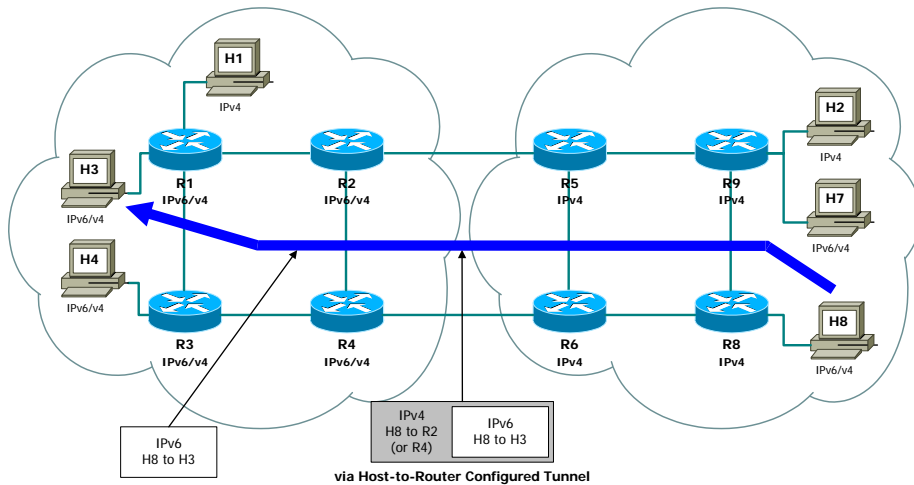 H1
IPv4
H2
IPv4
H3
IPv6/v4
R1
IPv6/v4
R2
IPv6/v4
R5
IPv4
R9
IPv4
H7
IPv6/v4
H4
IPv6/v4
R3
IPv6/v4
R4
IPv6/v4
R6
IPv4
R8
IPv4
H8
IPv6/v4
IPv6
H8 to H3
IPv4
H8 to R2
(or R4)
IPv6
H8 to H3
via Host-to-Router Configured Tunnel